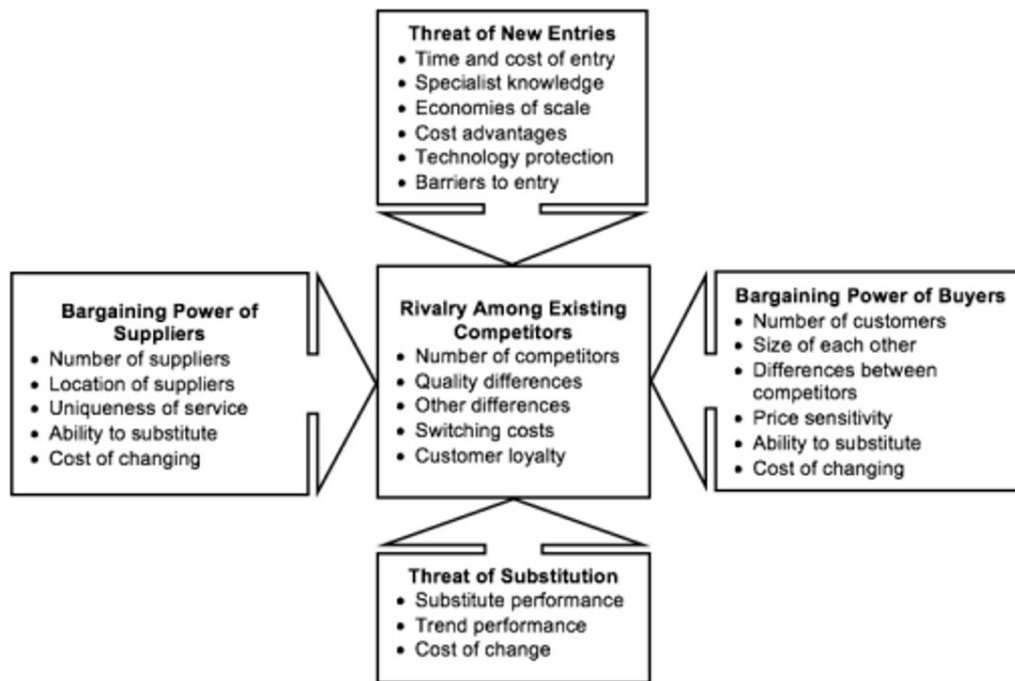 Threat of New Entries
• Time and cost of entry
• Specialist knowledge
• Economies of scale
• Cost advantages
• Technology protection
• Barriers to entry
Bargaining Power of
Suppliers
• Number of suppliers
• Location of suppliers
• Uniqueness of service
• Ability to substitute
• Cost of changing
Rivalry Among Existing
Competitors
• Number of competitors
• Quality differences
• Other differences
• Switching costs
• Customer loyalty
Bargaining Power of Buyers
• Number of customers
• Size of each other
• Differences between
competitors
• Price sensitivity
• Ability to substitute
• Cost of changing
Threat of Substitution
• Substitute performance
• Trend performance
• Cost of change